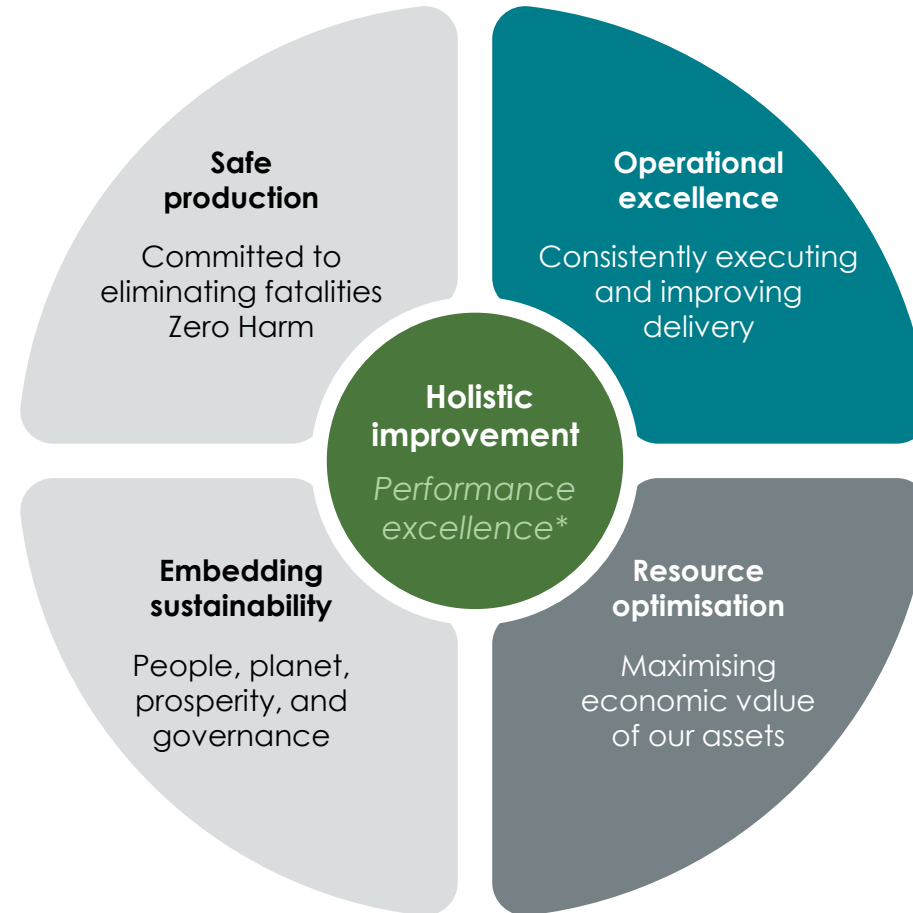 Safe
production
Committed to
eliminating fatalities
Zero Harm
Operational
excellence
Consistently executing
and improving
delivery
Holistic
improvement
Performance
excellence*
Embedding
sustainability
People, planet,
prosperity, and
governance
Resource
optimisation
Maximising
economic value
of our assets